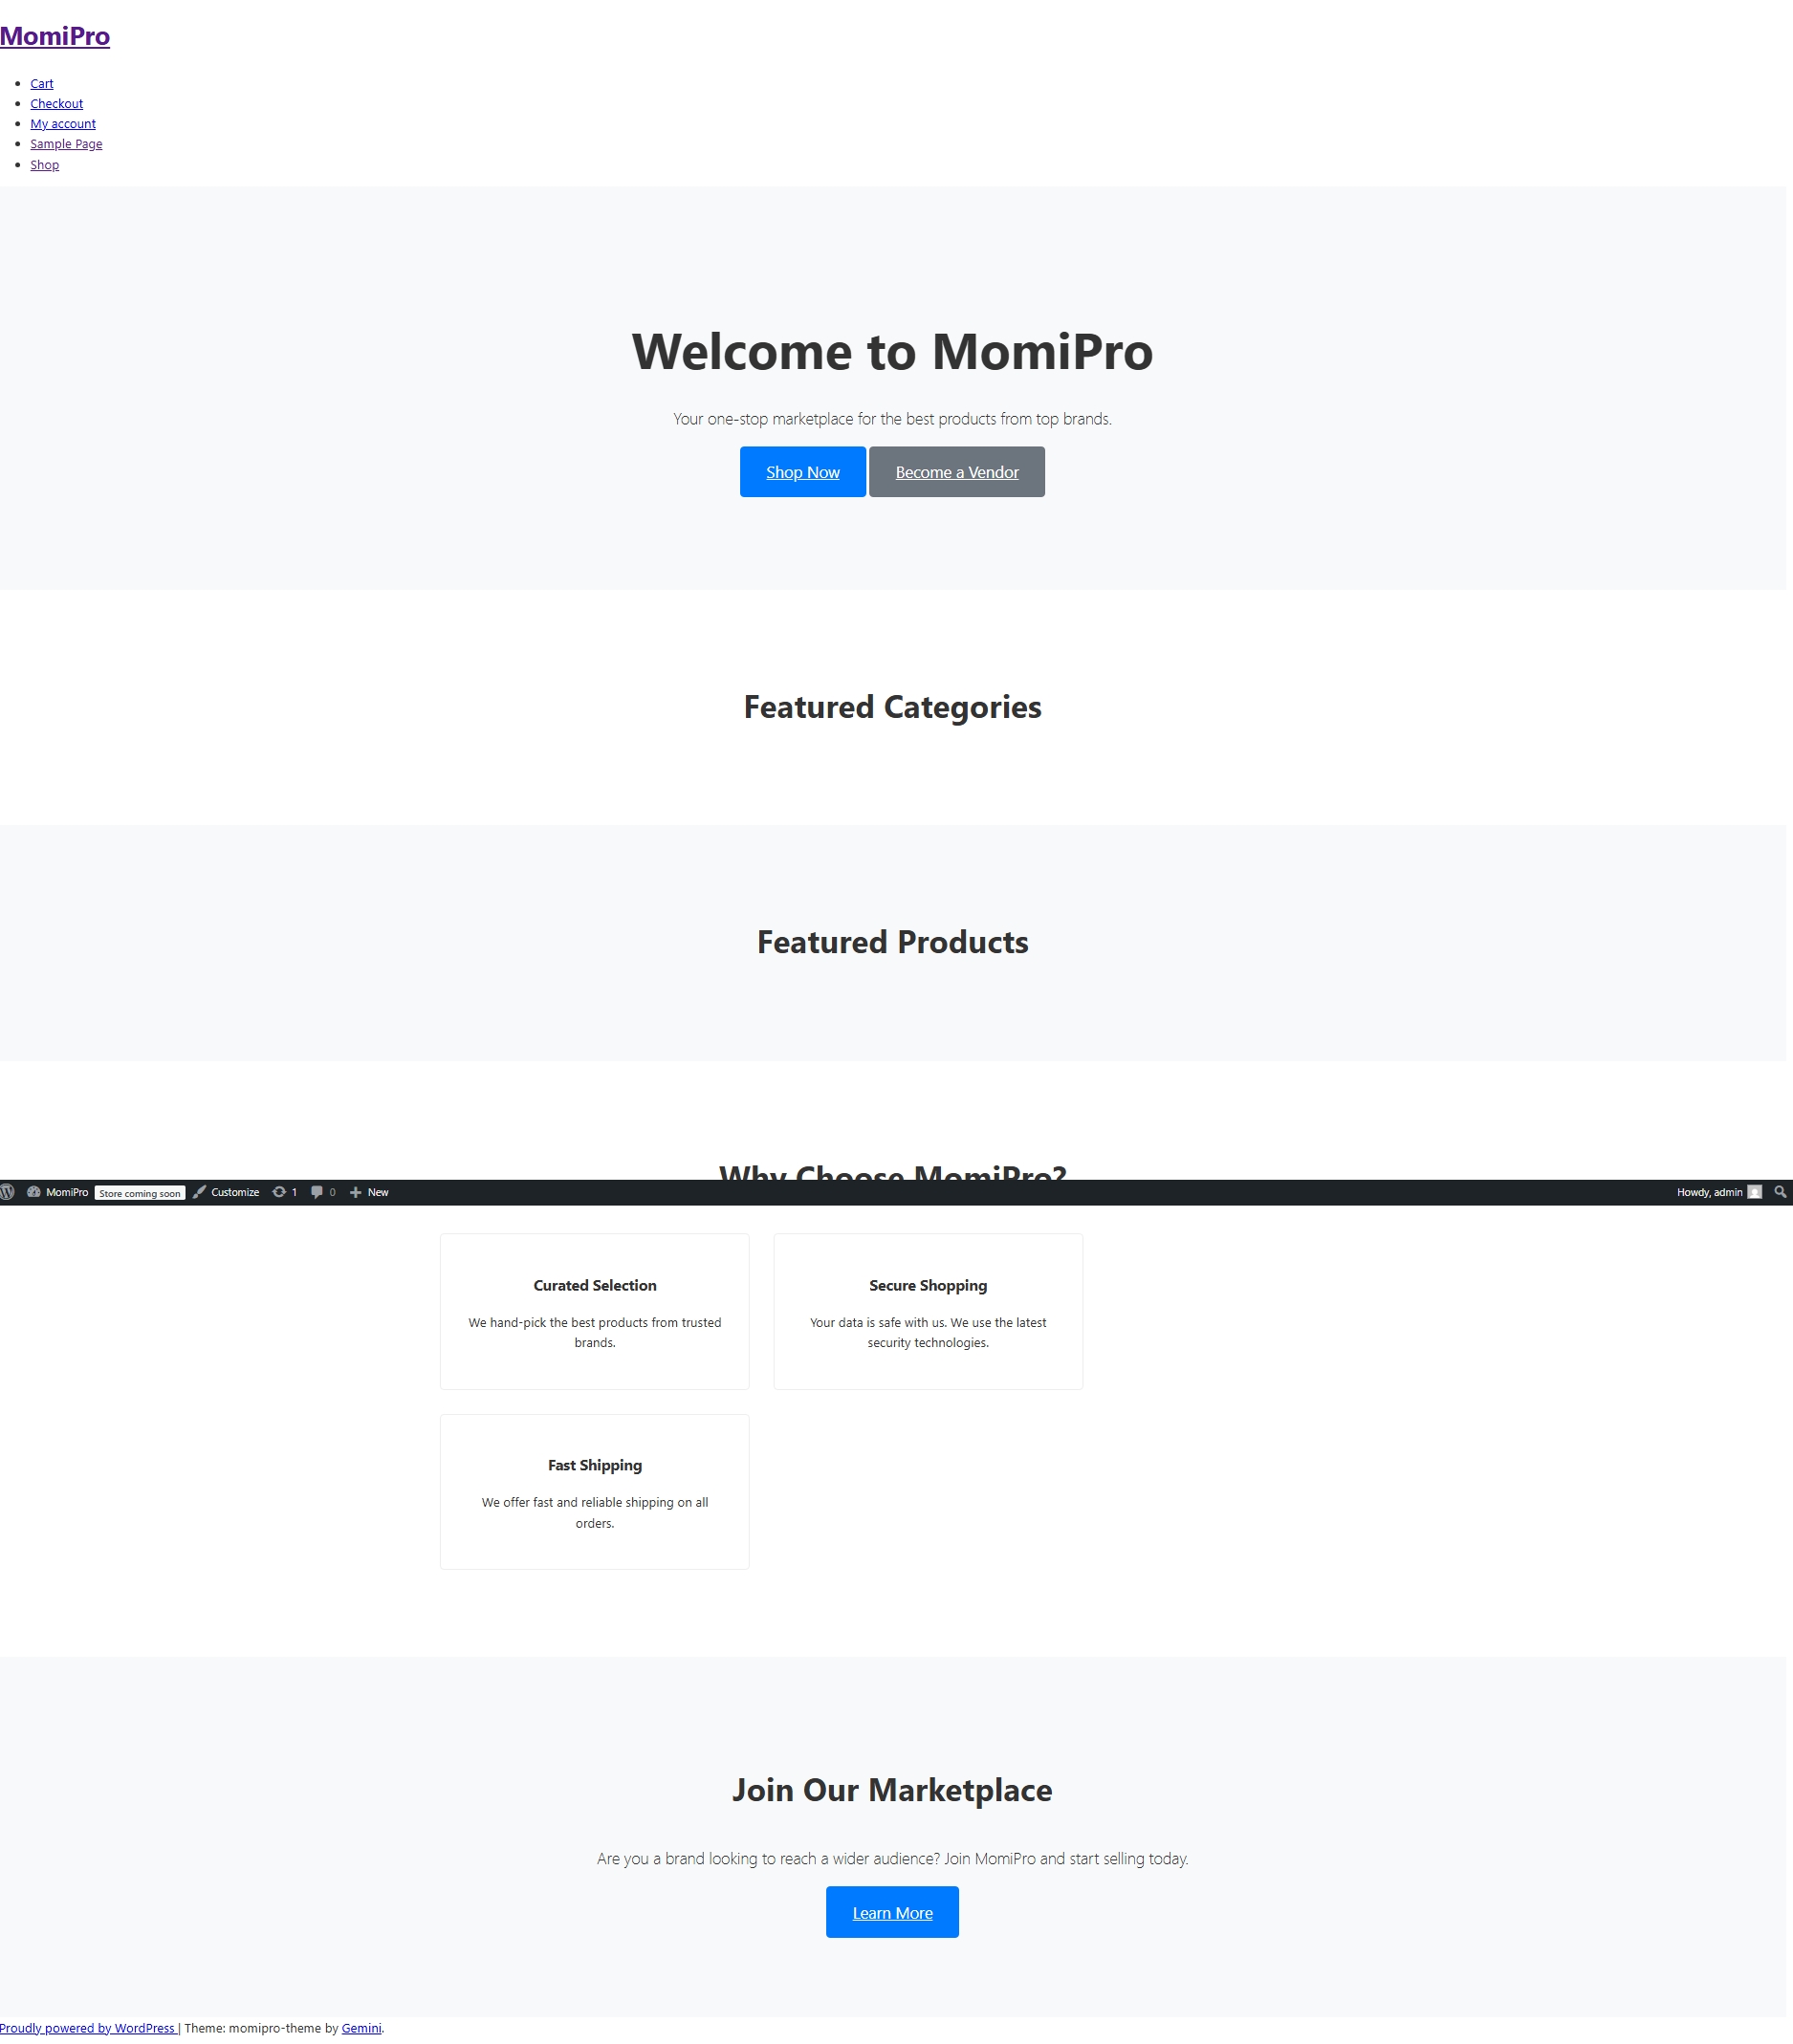 MomiPro
Cart
Checkout
My account
Sample Page
Shop
Welcome to MomiPro
Your one-stop marketplace for the best products from top brands.
Shop Now Become a Vendor
Featured Categories
Featured Products
Why Choose MomiPro?
MomiPro Store coming soon Customize 1 0 New Howdy, admin
Curated Selection
We hand-pick the best products from trusted
brands.
Secure Shopping
Your data is safe with us. We use the latest
security technologies.
Fast Shipping
We offer fast and reliable shipping on all
orders.
Join Our Marketplace
Are you a brand looking to reach a wider audience? Join MomiPro and start selling today.
Learn More
Proudly powered by WordPress | Theme: momipro-theme by Gemini.